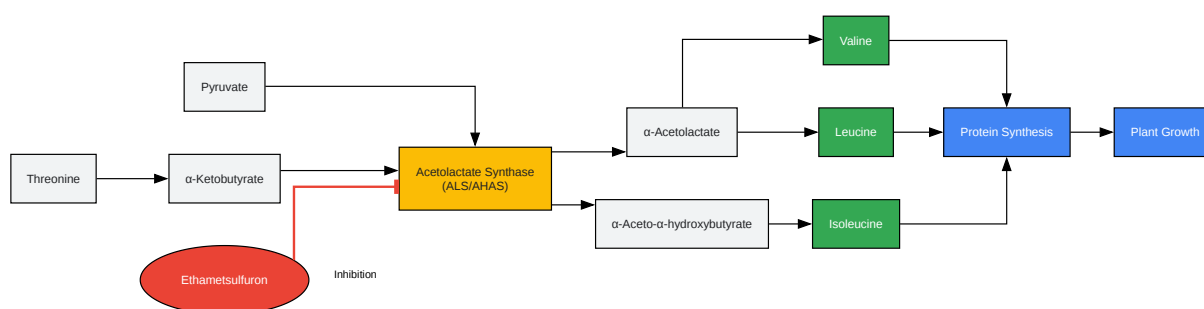 Valine
Pyruvate
α-Acetolactate
Leucine
Protein Synthesis
Plant Growth
Threonine
α-Ketobutyrate
Acetolactate Synthase
(ALS/AHAS)
α-Aceto-α-hydroxybutyrate
Isoleucine
Ethametsulfuron
Inhibition